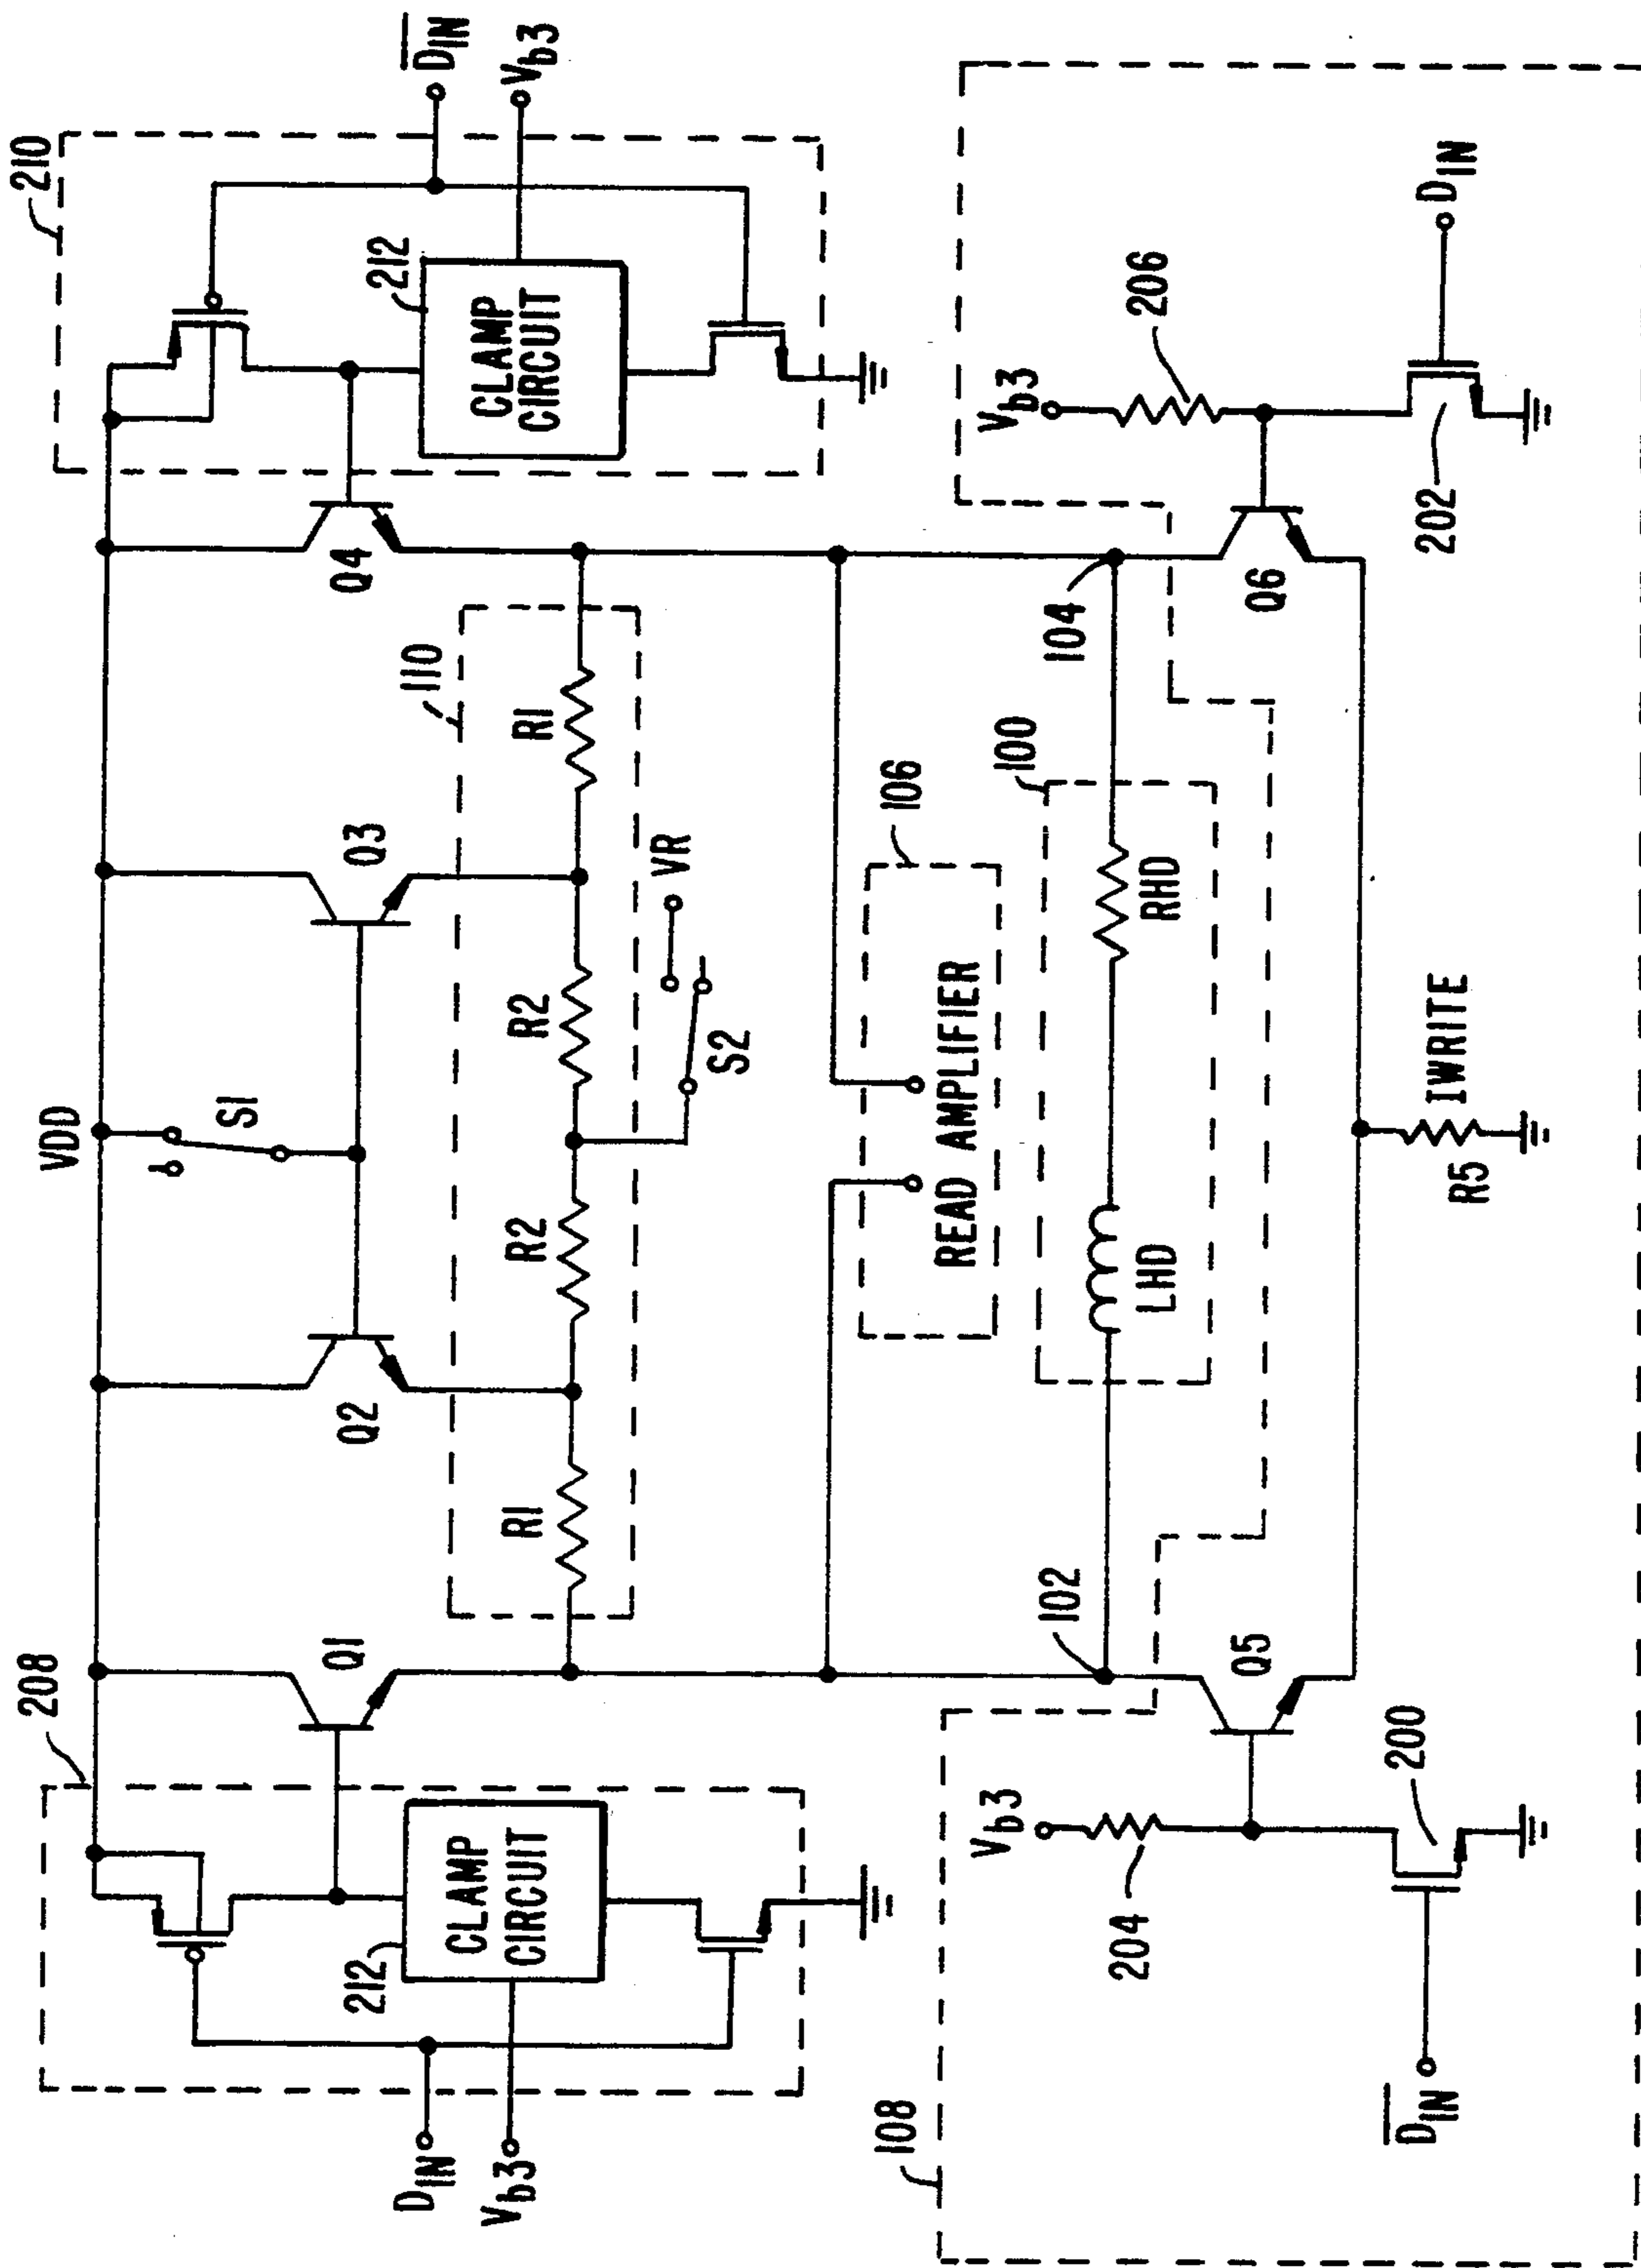 208
210
VDD
D̅I̅N̅
Vb3
S1
Q1
Q2
Q3
Q4
212
CLAMP
CIRCUIT
212
CLAMP
CIRCUIT
DIN
Vb3
110
R1
R2
R2
R1
S2
VR
106
READ AMPLIFIER
100
LHD
RHD
102
104
108
Vb3
204
Q5
Q6
Vb3
206
200
202
D̅I̅N̅
DIN
R5
IWRITE